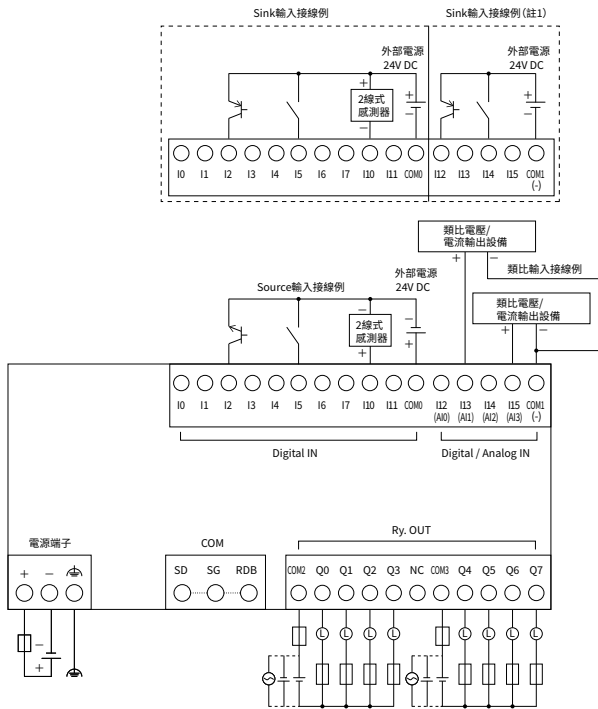 Sink輸入接線例
Sink輸入接線例(註1)
外部電源
24V DC
外部電源
24V DC
+
2線式
感測器
−
+
−
+
−
I0 I1 I2 I3 I4 I5 I6 I7 I10 I11 COM0 I12 I13 I14 I15 COM1
(-)
類比電壓/
電流輸出設備
+ −
類比輸入接線例
Source輸入接線例
外部電源
24V DC
類比電壓/
電流輸出設備
+ −
−
2線式
感測器
+
−
+
I0 I1 I2 I3 I4 I5 I6 I7 I10 I11 COM0 I12 I13 I14 I15 COM1
(AI0) (AI1) (AI2) (AI3) (-)
Digital IN
Digital / Analog IN
電源端子
COM
Ry. OUT
+ −
SD SG RDB
COM2 Q0 Q1 Q2 Q3 NC COM3 Q4 Q5 Q6 Q7
−
+
L L L L L L L L